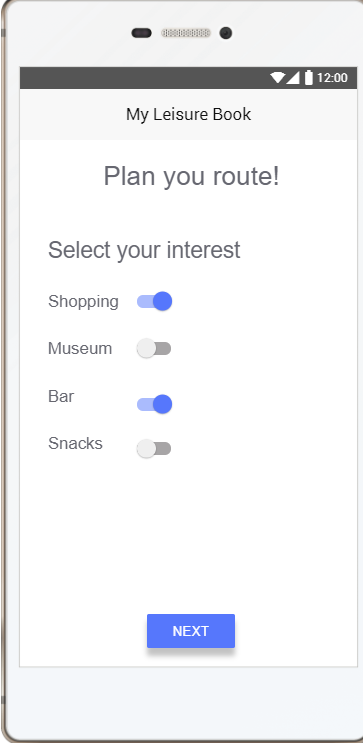 12:00
My Leisure Book
Plan you route!
Select your interest
Shopping
Museum
Bar
Snacks
NEXT